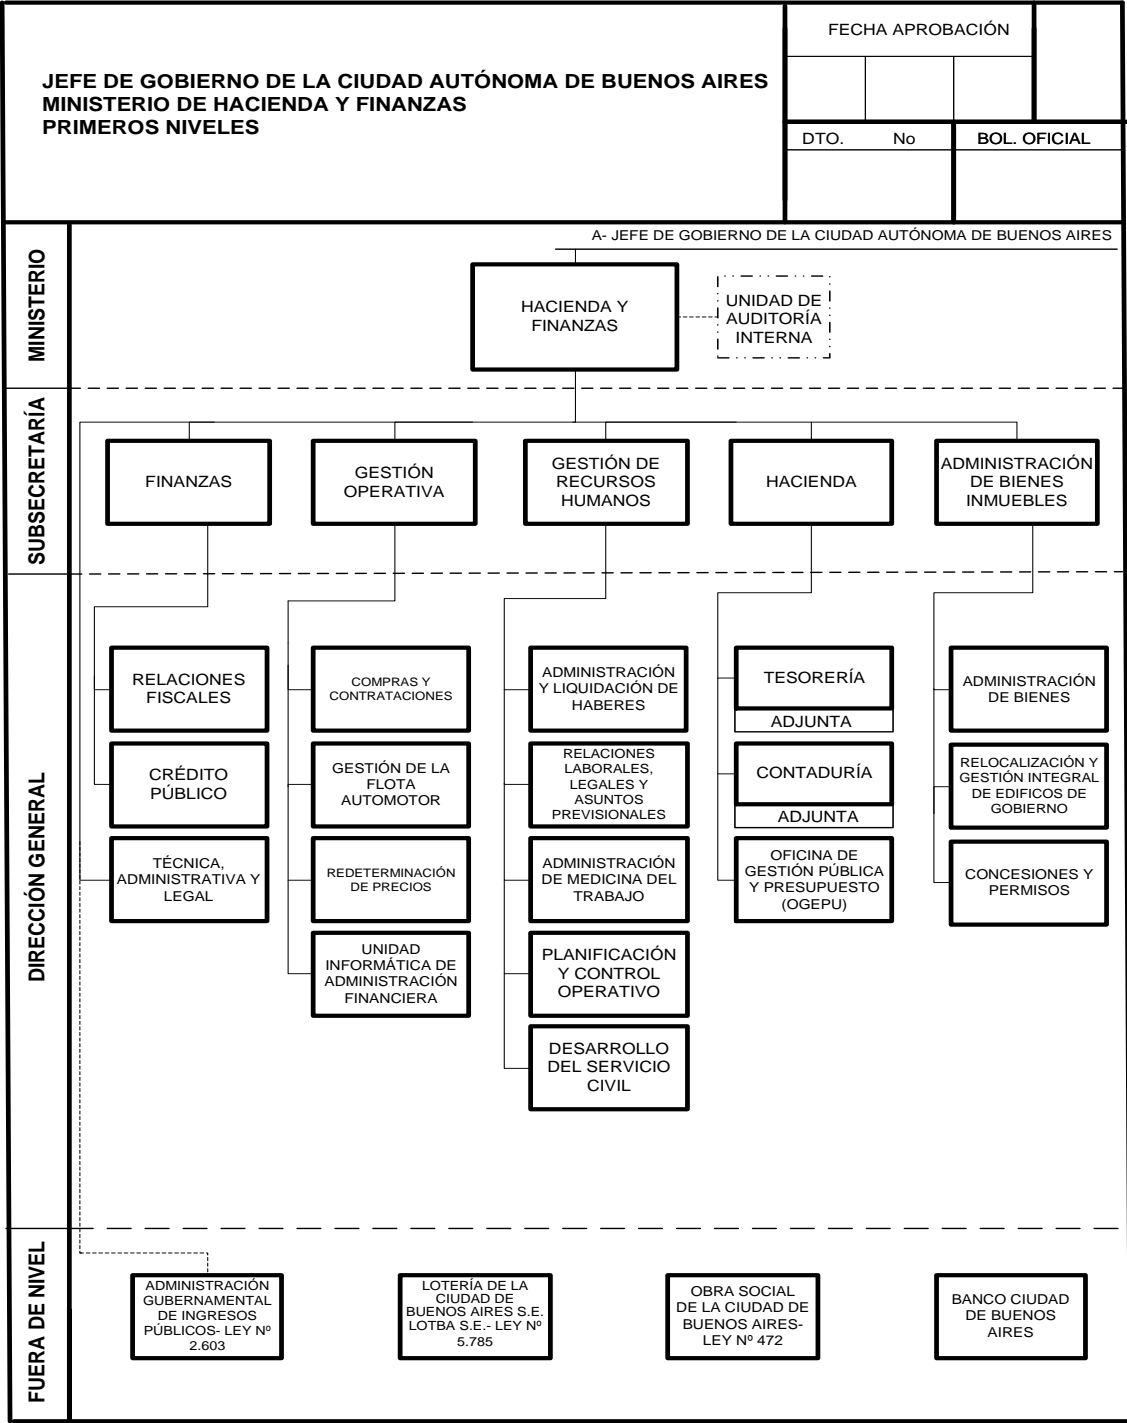 JEFE DE GOBIERNO DE LA CIUDAD AUTÓNOMA DE BUENOS AIRES
MINISTERIO DE HACIENDA Y FINANZAS
PRIMEROS NIVELES
FECHA APROBACIÓN
DTO. No
BOL. OFICIAL
MINISTERIO
A- JEFE DE GOBIERNO DE LA CIUDAD AUTÓNOMA DE BUENOS AIRES
HACIENDA Y
FINANZAS
UNIDAD DE
AUDITORÍA
INTERNA
SUBSECRETARÍA
FINANZAS
GESTIÓN
OPERATIVA
GESTIÓN DE
RECURSOS
HUMANOS
HACIENDA
ADMINISTRACIÓN
DE BIENES
INMUEBLES
DIRECCIÓN GENERAL
RELACIONES
FISCALES
CRÉDITO
PÚBLICO
TÉCNICA,
ADMINISTRATIVA Y
LEGAL
COMPRAS Y
CONTRATACIONES
GESTIÓN DE LA
FLOTA
AUTOMOTOR
REDETERMINACIÓN
DE PRECIOS
UNIDAD
INFORMÁTICA DE
ADMINISTRACIÓN
FINANCIERA
ADMINISTRACIÓN
Y LIQUIDACIÓN DE
HABERES
RELACIONES
LABORALES,
LEGALES Y
ASUNTOS
PREVISIONALES
ADMINISTRACIÓN
DE MEDICINA DEL
TRABAJO
PLANIFICACIÓN
Y CONTROL
OPERATIVO
DESARROLLO
DEL SERVICIO
CIVIL
TESORERÍA
ADJUNTA
CONTADURÍA
ADJUNTA
OFICINA DE
GESTIÓN PÚBLICA
Y PRESUPUESTO
(OGEPU)
ADMINISTRACIÓN
DE BIENES
RELOCALIZACIÓN Y
GESTIÓN INTEGRAL
DE EDIFICOS DE
GOBIERNO
CONCESIONES Y
PERMISOS
FUERA DE NIVEL
ADMINISTRACIÓN
GUBERNAMENTAL
DE INGRESOS
PÚBLICOS- LEY Nº
2.603
LOTERÍA DE LA
CIUDAD DE
BUENOS AIRES S.E.
LOTBA S.E.- LEY Nº
5.785
OBRA SOCIAL
DE LA CIUDAD DE
BUENOS AIRES-
LEY Nº 472
BANCO CIUDAD
DE BUENOS
AIRES